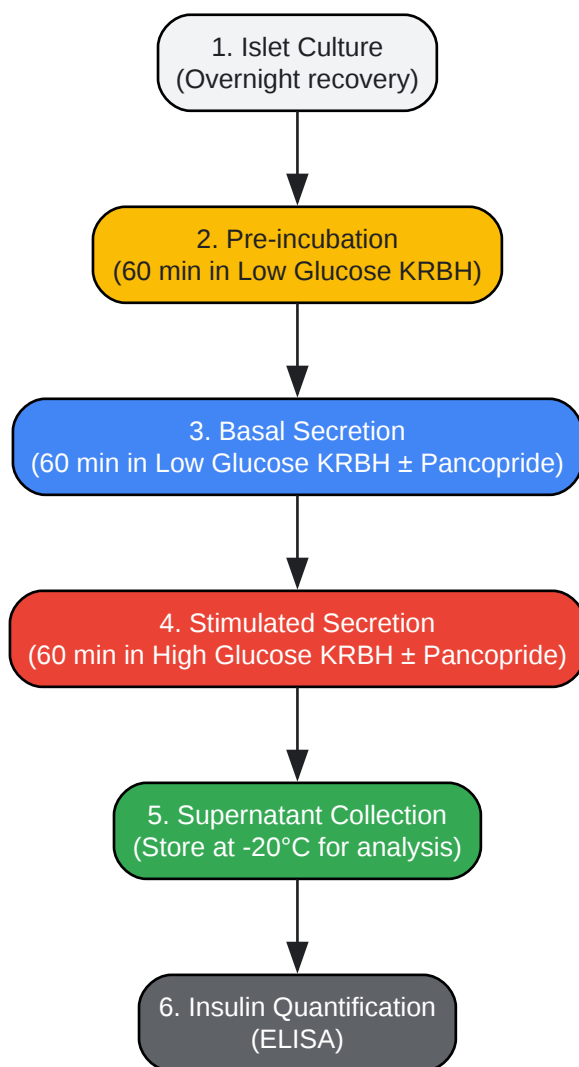 1. Islet Culture
(Overnight recovery)
2. Pre-incubation
(60 min in Low Glucose KRBH)
3. Basal Secretion
(60 min in Low Glucose KRBH ± Pancopride)
4. Stimulated Secretion
(60 min in High Glucose KRBH ± Pancopride)
5. Supernatant Collection
(Store at -20°C for analysis)
6. Insulin Quantification
(ELISA)